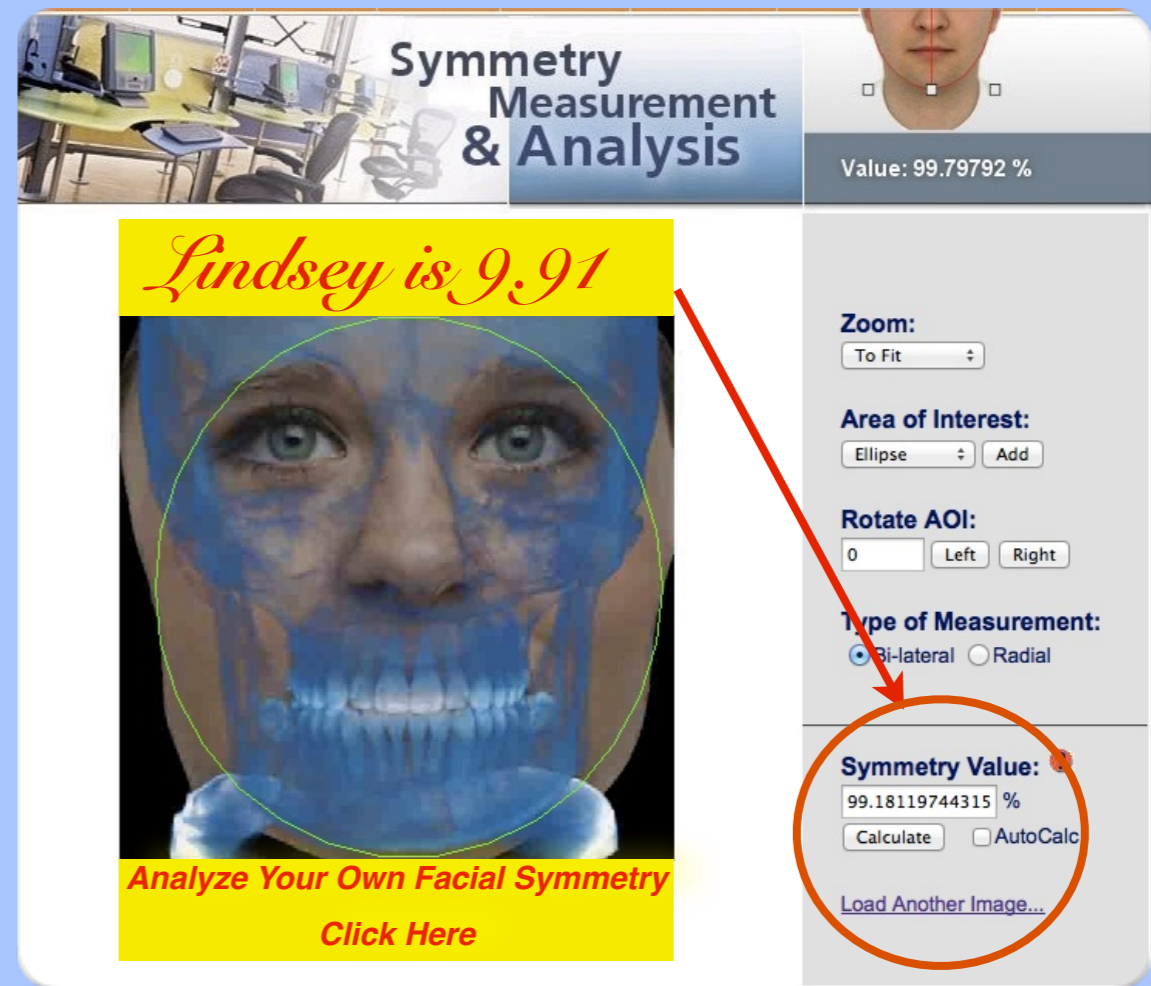 Symmetry
Measurement
& Analysis
Value: 99.79792 %
Lindsey is 9.91
Zoom:
To Fit
Area of Interest:
Ellipse Add
Rotate AOI:
0 Left Right
Type of Measurement:
Bi-lateral Radial
Symmetry Value:
99.18119744315 %
Calculate AutoCalc
Load Another Image...
Analyze Your Own Facial Symmetry
Click Here